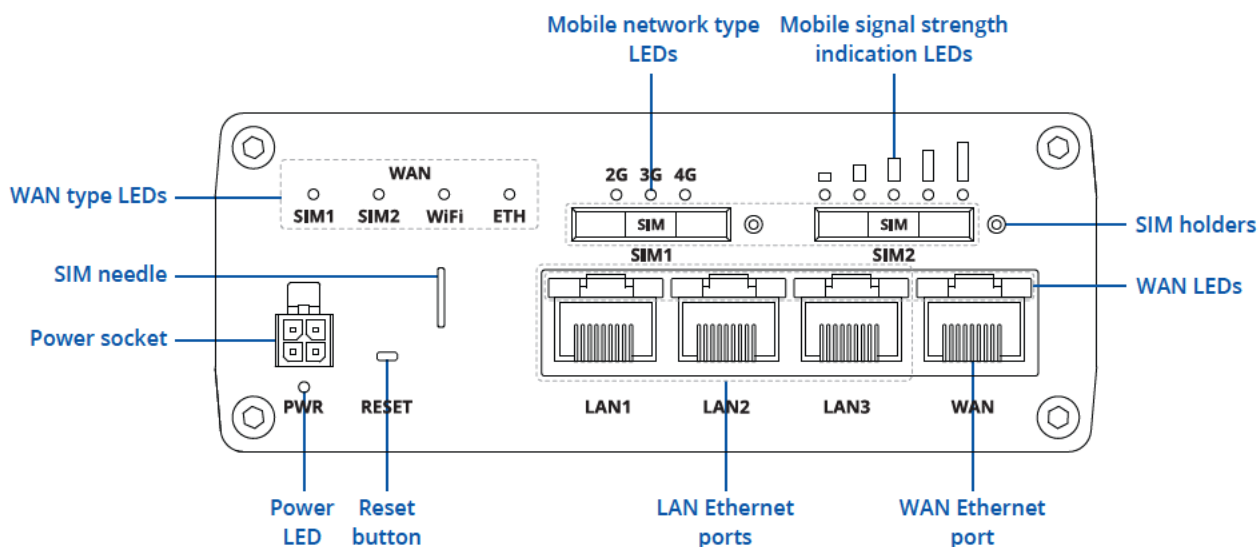 Mobile network type
LEDs
Mobile signal strength
indication LEDs
WAN type LEDs
WAN
SIM1 SIM2 WiFi ETH
2G 3G 4G
SIM
SIM
SIM holders
SIM1
SIM2
SIM needle
WAN LEDs
Power socket
PWR
RESET
LAN1
LAN2
LAN3
WAN
Power
LED
Reset
button
LAN Ethernet
ports
WAN Ethernet
port